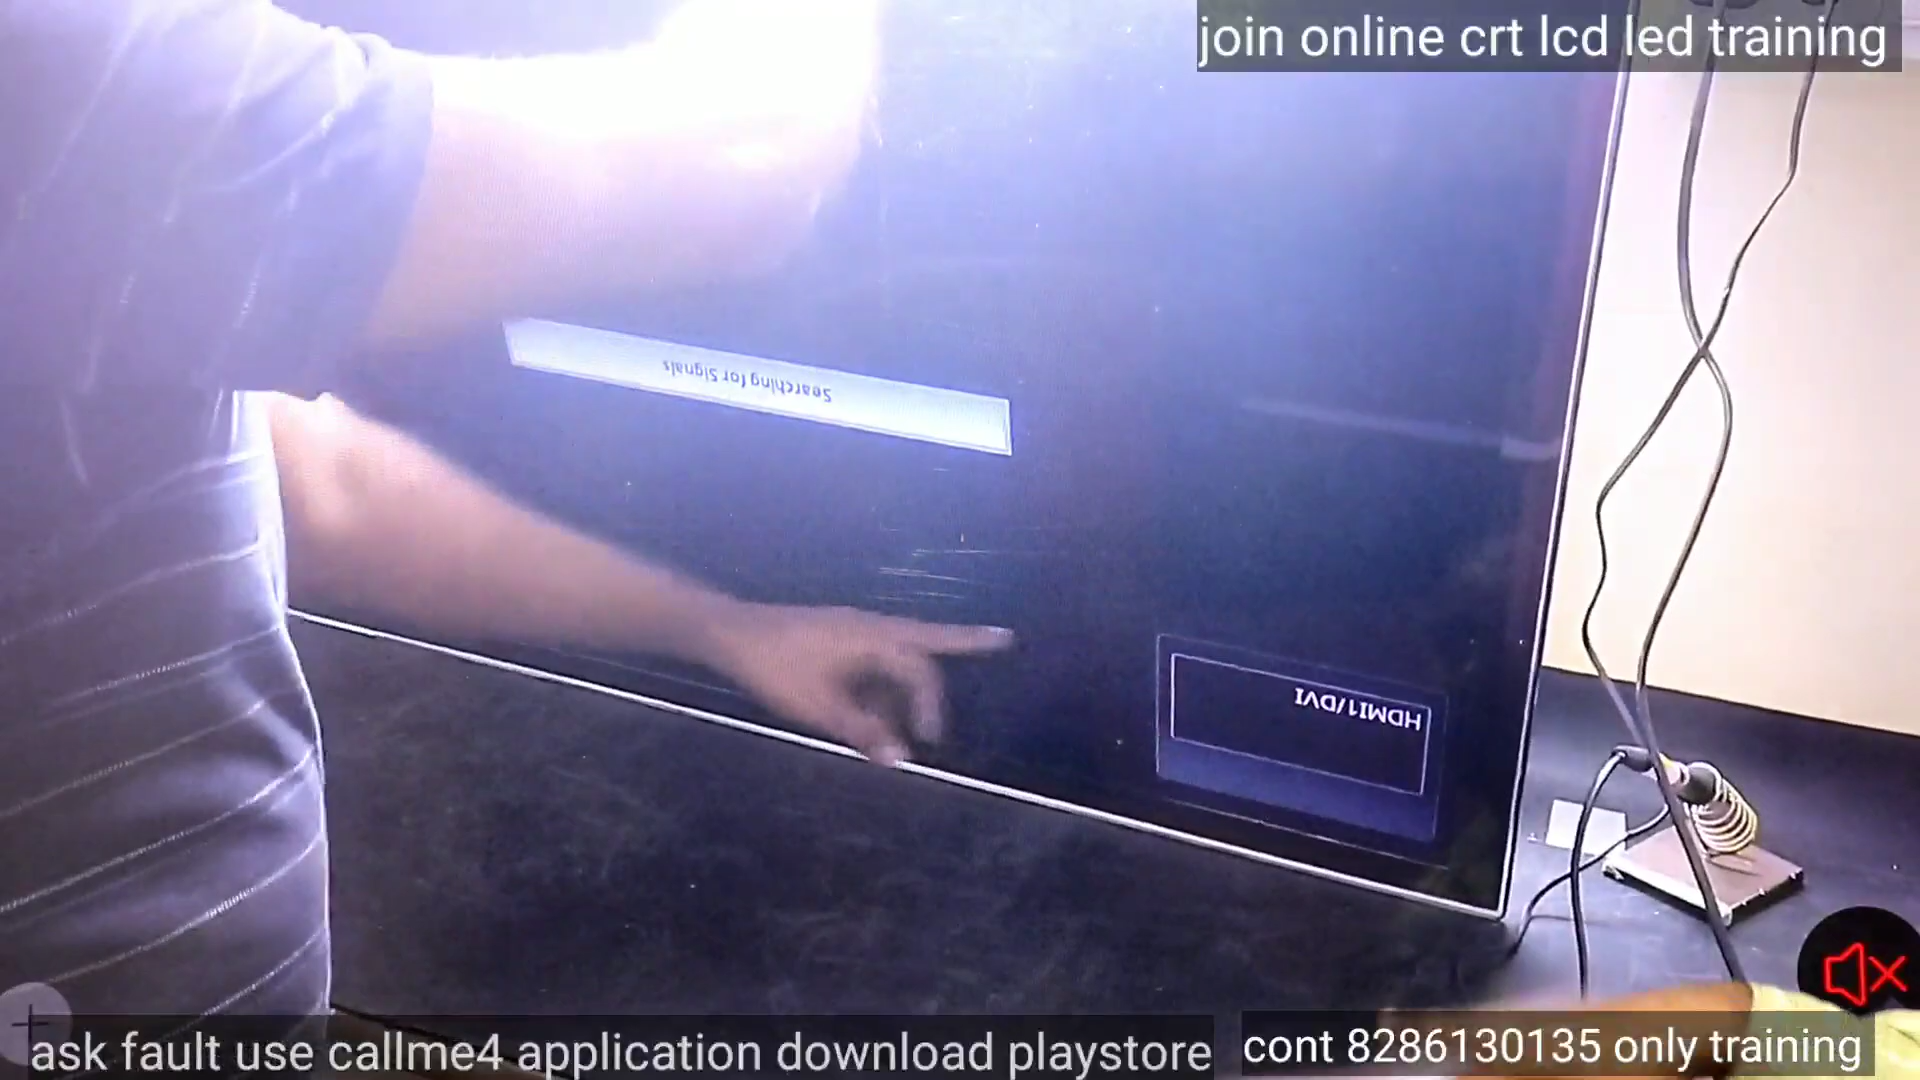 join online crt lcd led training
Searching for Signals
HDMI1/DVI
ask fault use callme4 application download playstore
cont 8286130135 only training